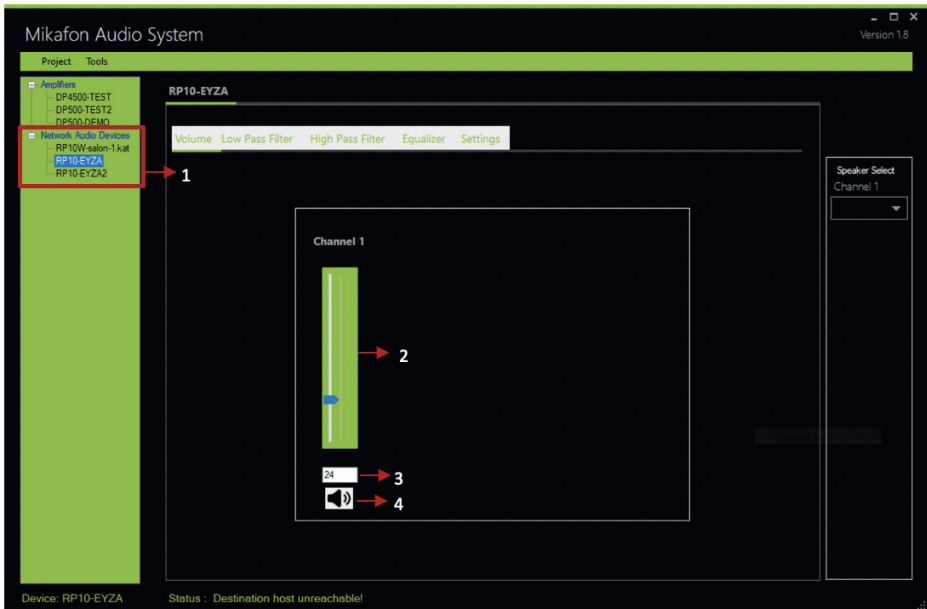 Mikafon Audio System
Version 1.8
Project Tools
Amplifiers
DP4500-TEST
DP500-TEST2
DP500-DEMO
Network Audio Devices
RP10W-salon-1.kat
RP10-EYZA
RP10-EYZA2
1
RP10-EYZA
Volume Low Pass Filter High Pass Filter Equalizer Settings
Channel 1
2
24
3
4
Speaker Select
Channel 1
Device: RP10-EYZA
Status : Destination host unreachable!